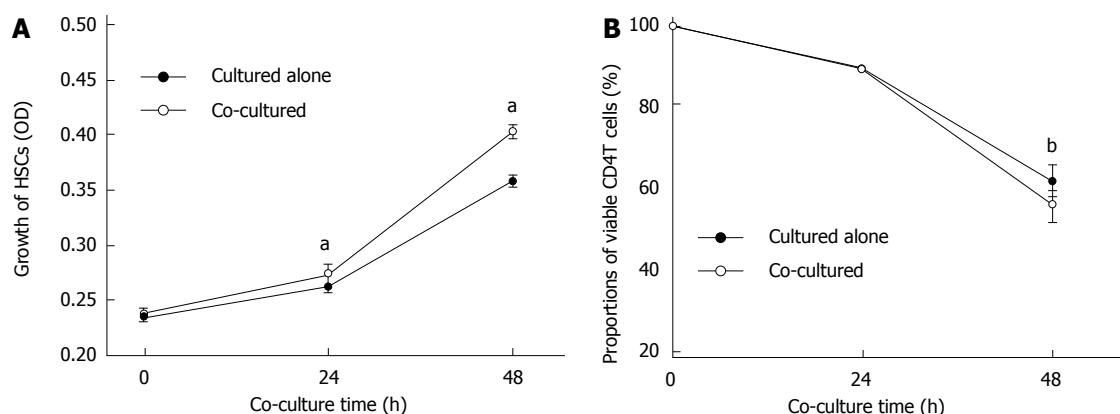 A
0.50
0.45
0.40
0.35
0.30
0.25
0.20
Growth of HSCs (OD)
Cultured alone
Co-cultured
a
a
0
24
48
Co-culture time (h)
B
100
80
60
40
20
Proportions of viable CD4T cells (%)
b
Cultured alone
Co-cultured
0
24
48
Co-culture time (h)